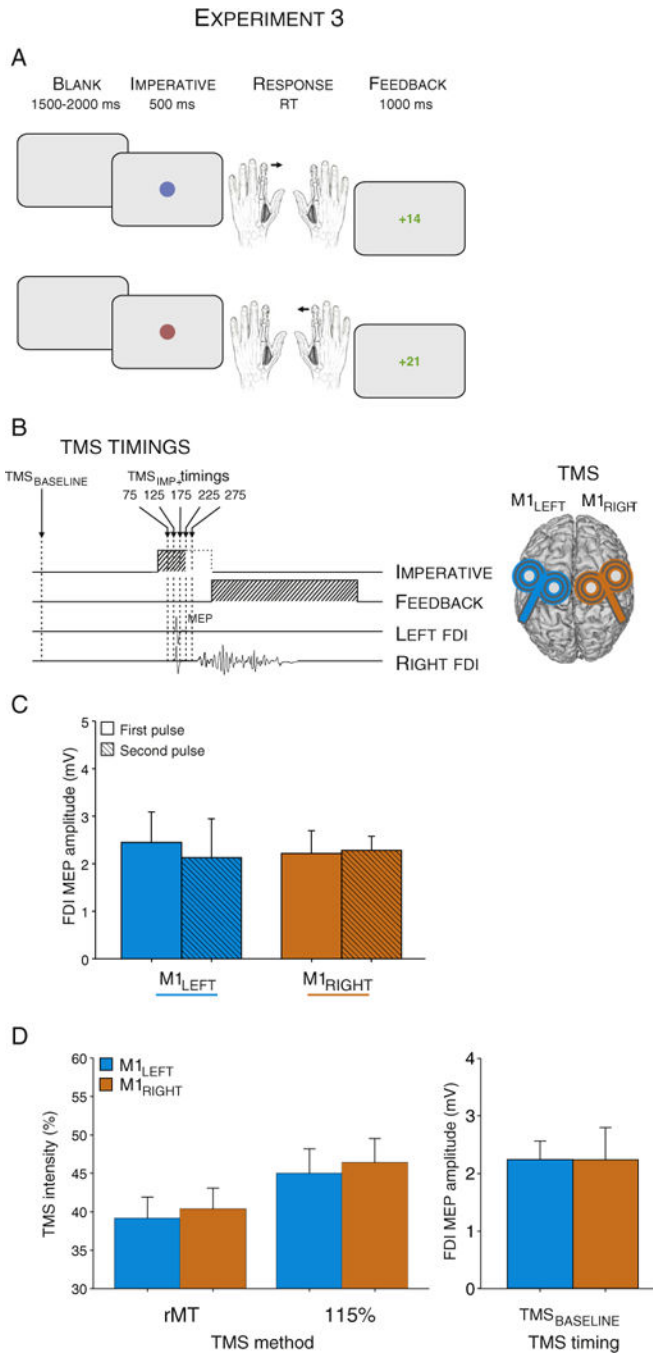 EXPERIMENT 3
A
BLANK IMPERATIVE RESPONSE FEEDBACK
1500-2000 ms 500 ms RT 1000 ms
+14
+21
B
TMS TIMINGS
TMS
TMSBASELINE TMSIMP+timings
M1LEFT M1RIGHT
75 125 175 225 275
IMPERATIVE
FEEDBACK
MEP
LEFT FDI
RIGHT FDI
C
First pulse
Second pulse
FDI MEP amplitude (mV)
5
4
3
2
1
0
M1LEFT M1RIGHT
D
M1LEFT
M1RIGHT
TMS intensity (%)
60
55
50
45
40
35
30
rMT 115%
TMS method
FDI MEP amplitude (mV)
4
3
2
1
0
TMSBASELINE
TMS timing